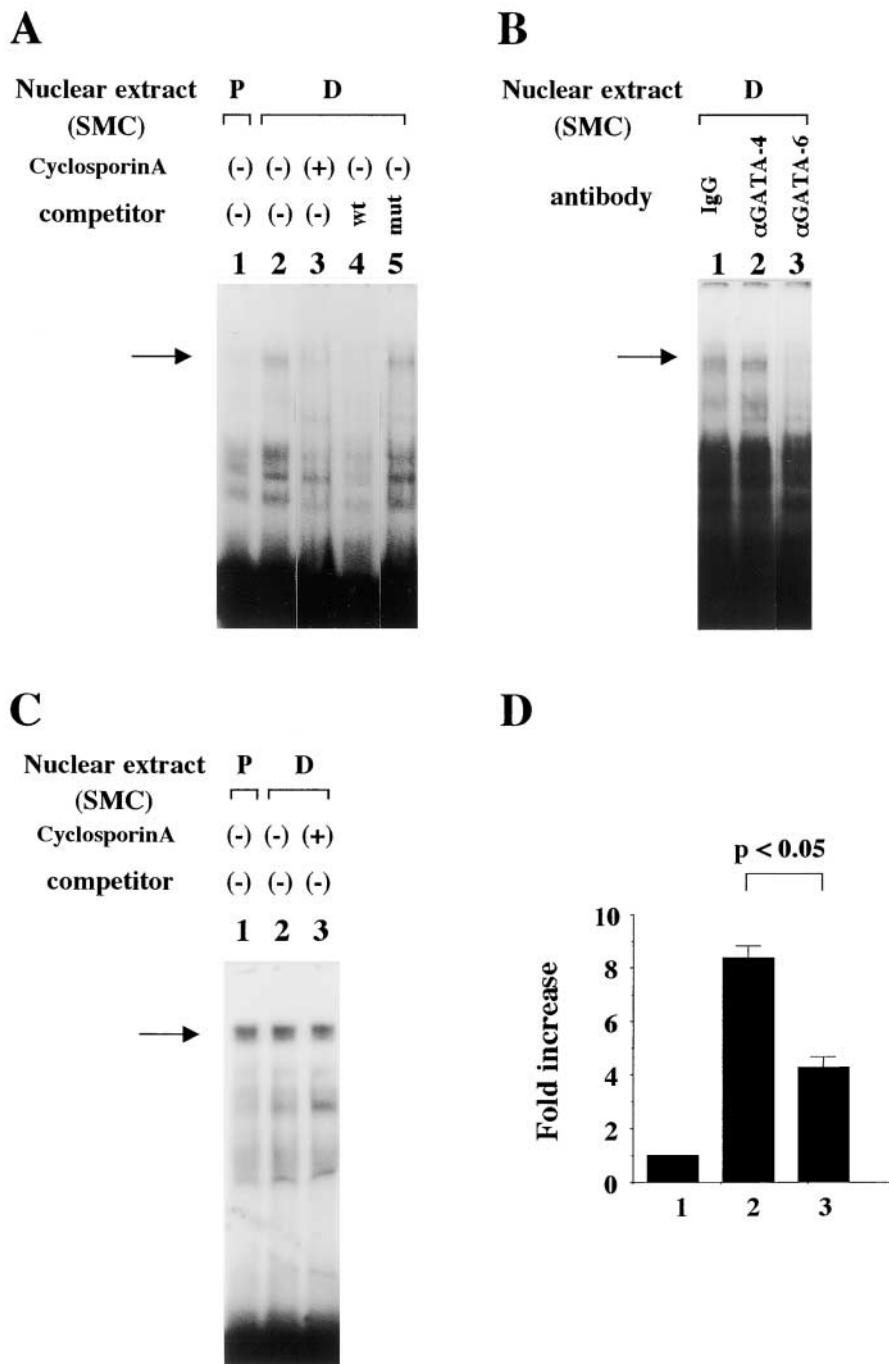 A
Nuclear extract P D
(SMC)
CyclosporinA (-) (-) (+) (-) (-)
competitor (-) (-) (-) wt mut
1 2 3 4 5
B
Nuclear extract D
(SMC)
antibody IgG αGATA-4 αGATA-6
1 2 3
C
Nuclear extract P D
(SMC)
CyclosporinA (-) (-) (+)
competitor (-) (-) (-)
1 2 3
D
p < 0.05
Fold increase
10
8
6
4
2
0
1 2 3